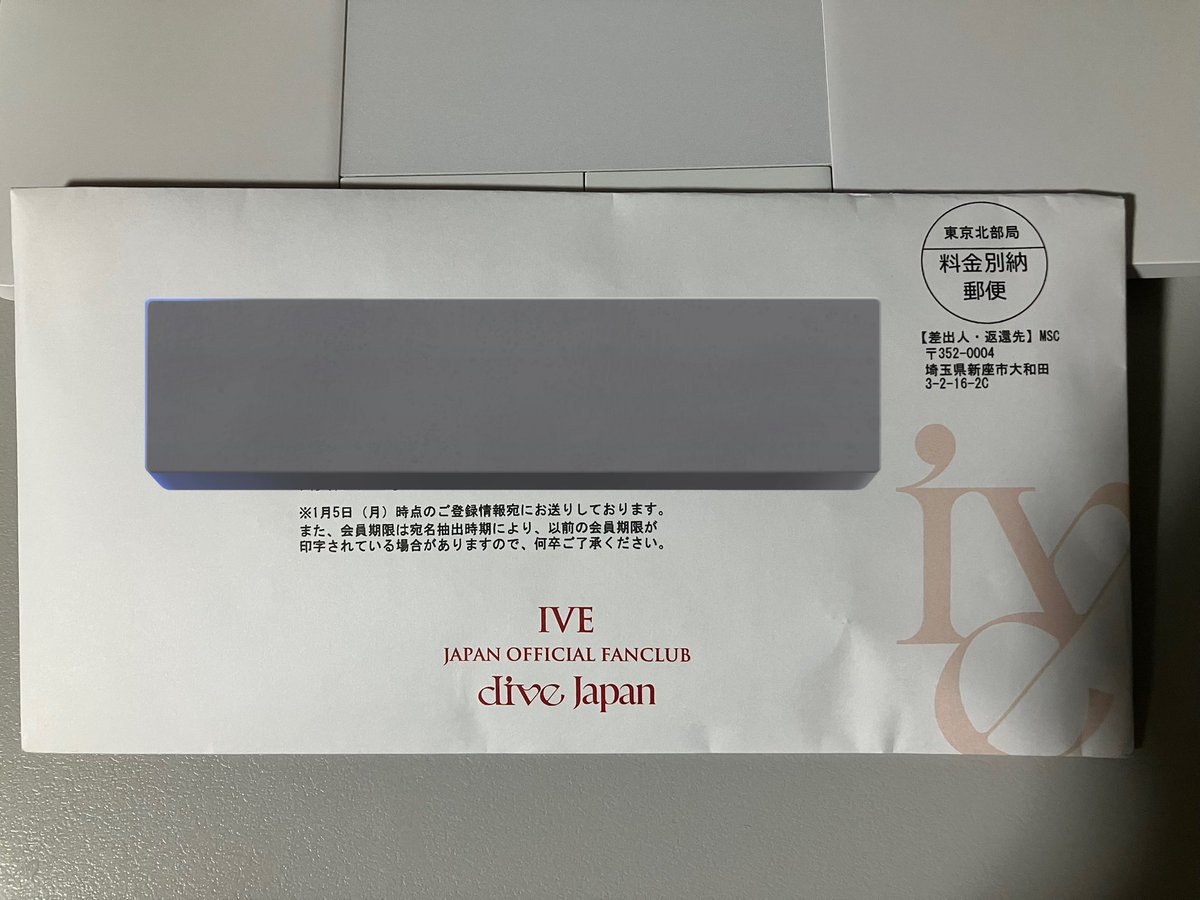 東京北部局
料金別納
郵便
【差出人・返還先】MSC
〒352-0004
埼玉県新座市大和田
3-2-16-2C
※1月5日（月）時点のご登録情報宛にお送りしております。
また、会員期限は宛名抽出時期により、以前の会員期限が
印字されている場合がありますので、何卒ご了承ください。
IVE
JAPAN OFFICIAL FANCLUB
dive Japan
ive